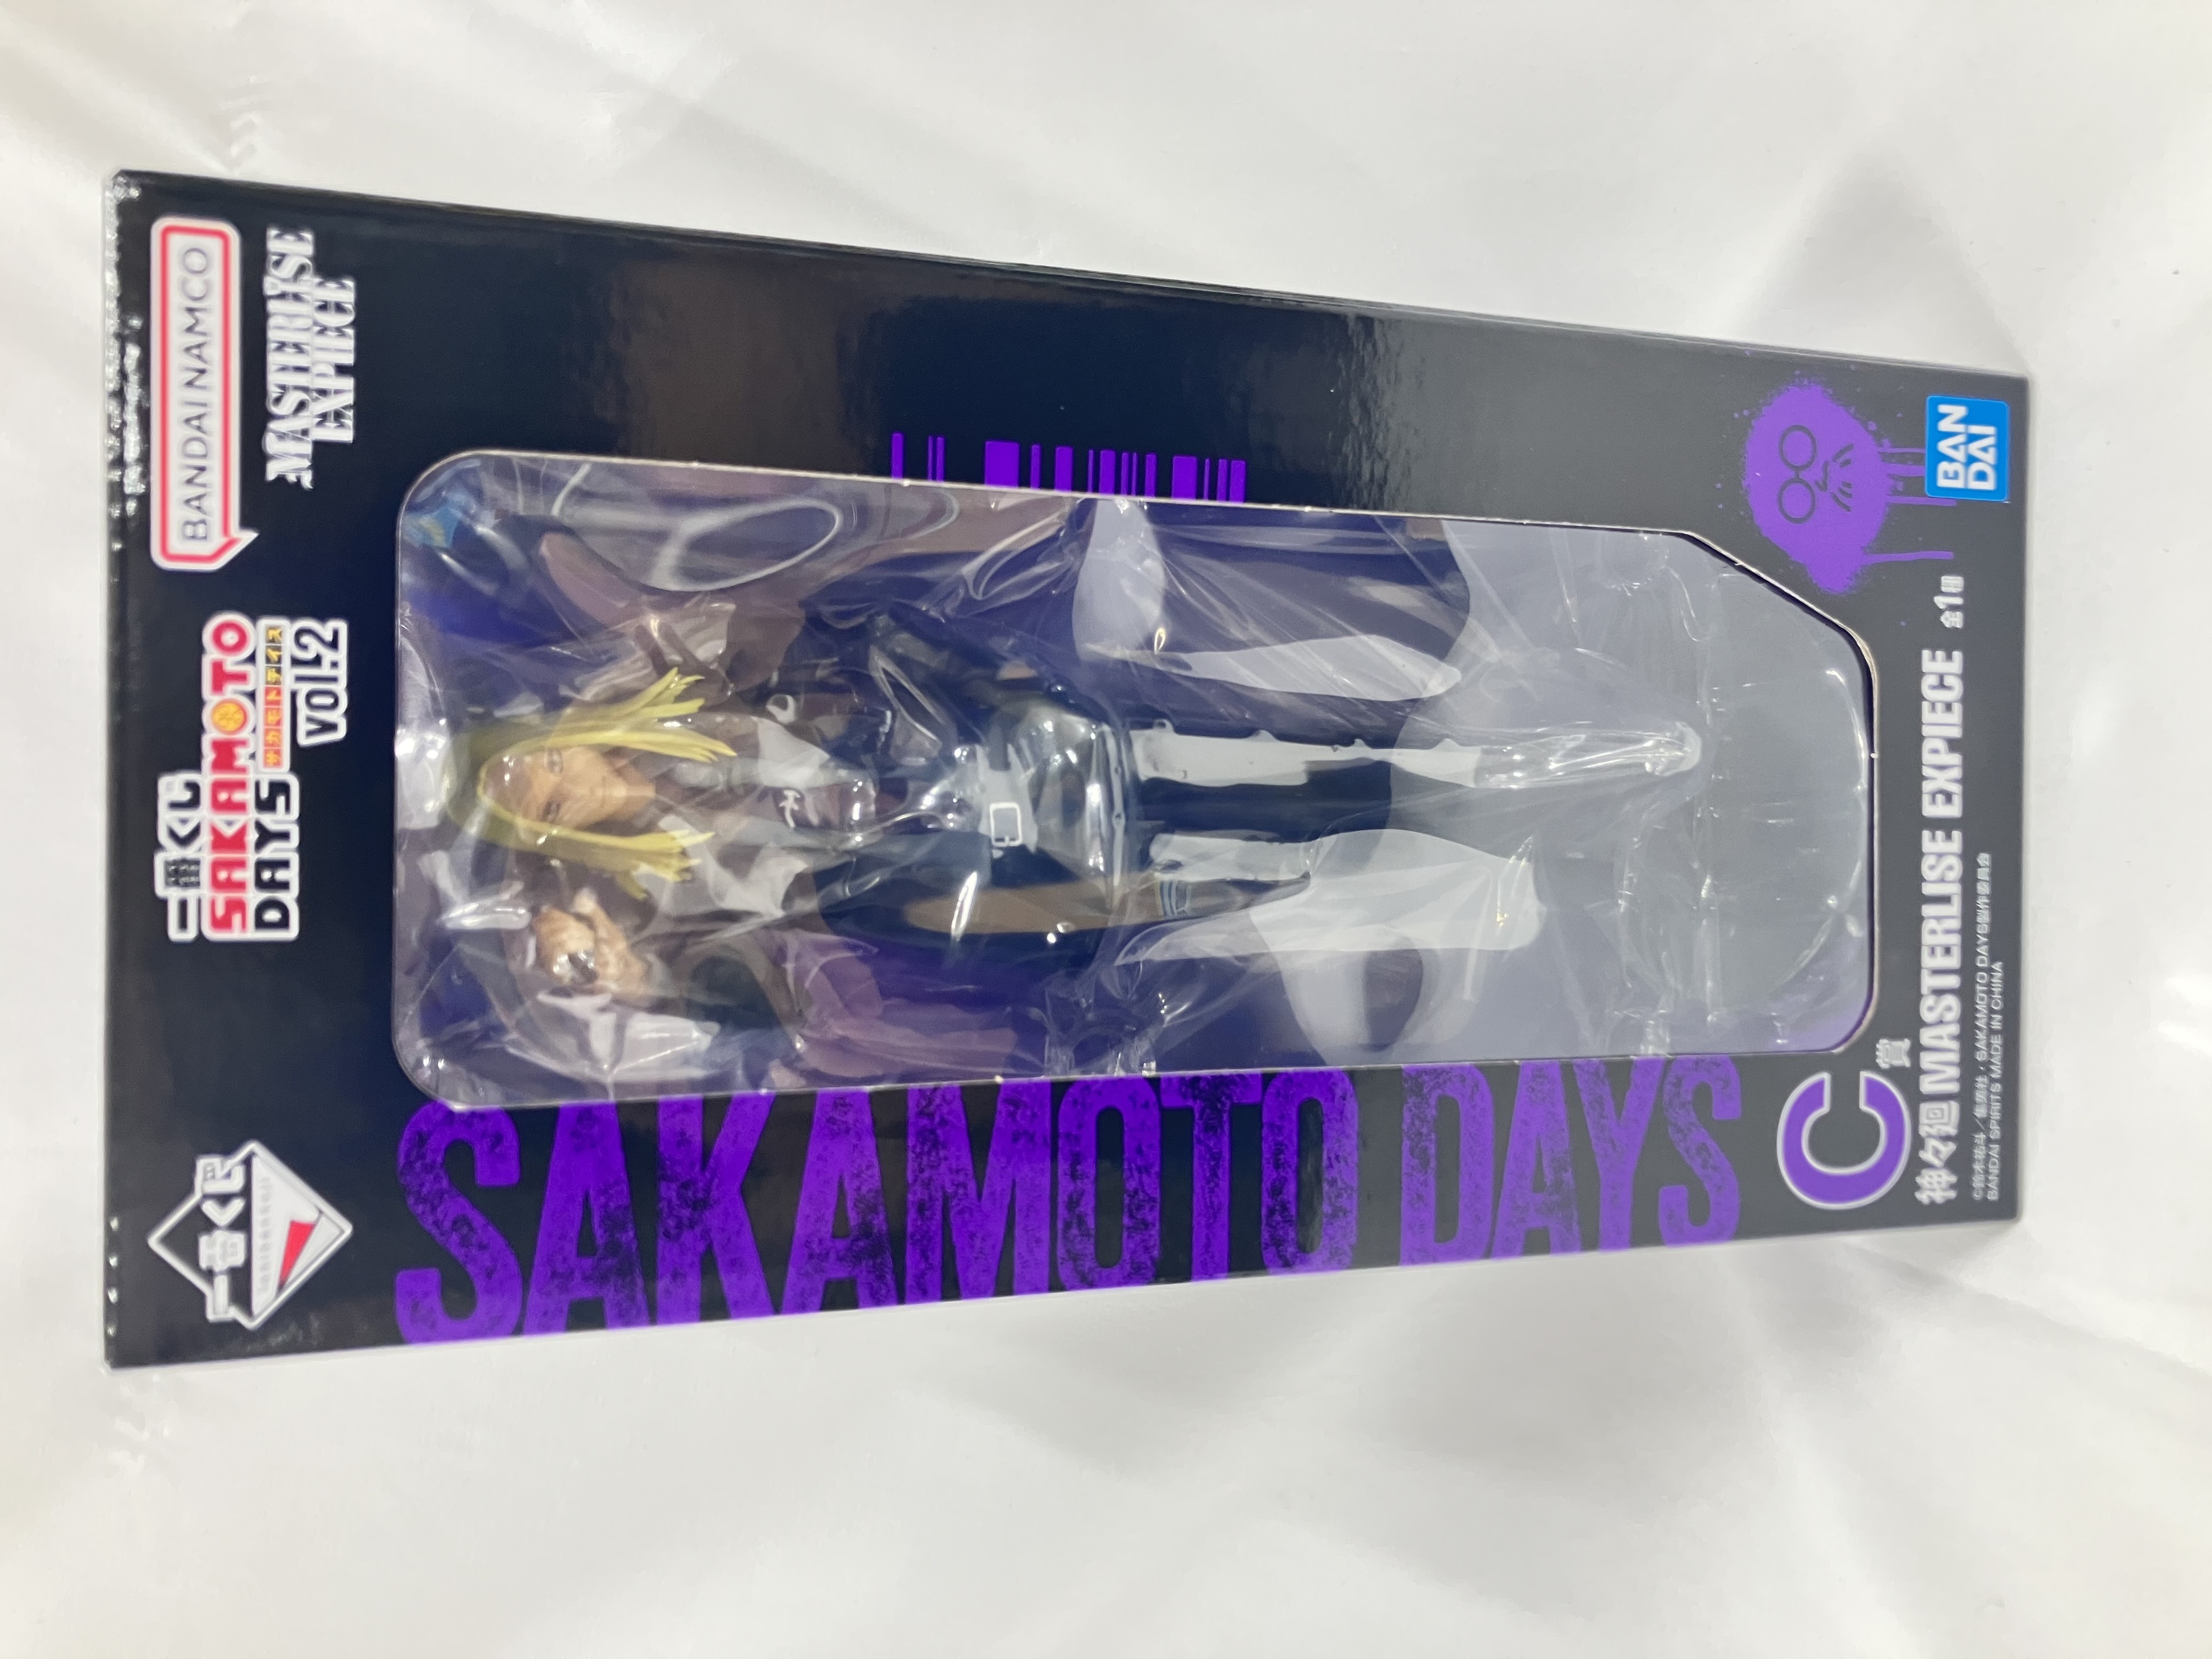 BANDAI NAMCO
MASTERLISE
EXPIECE
一番くじ
SAKAMOTO
DAYS
サカモトデイズ
vol.2
一番くじ
SAKAMOTO DAYS
C賞
神々廻 MASTERLISE EXPIECE 全1種
©鈴木祐斗/集英社・SAKAMOTO DAYS製作委員会
BANDAI SPIRITS MADE IN CHINA
BAN
DAI